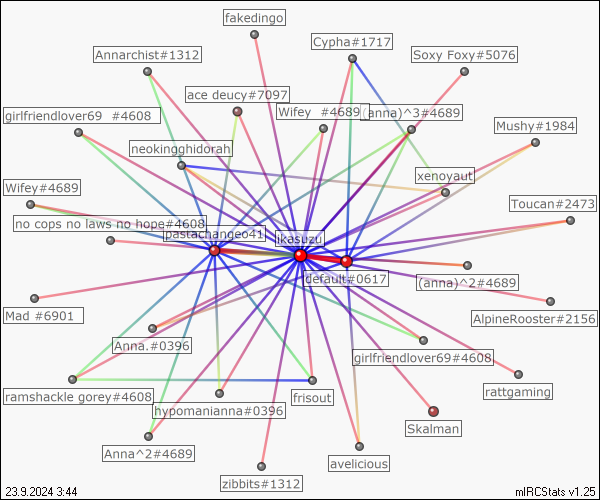 fakedingo
Cypha#1717
Annarchist#1312
Soxy Foxy#5076
ace deucy#7097
girlfriendlover69 #4608
Wifey #4689
(anna)^3#4689
Mushy#1984
neokingghidorah
xenoyaut
Wifey#4689
Toucan#2473
no cops no laws no hope#4608
pastachangeo41
ikasuzu
default#0617
(anna)^2#4689
Mad #6901
AlpineRooster#2156
Anna.#0396
girlfriendlover69#4608
ramshackle gorey#4608
frisout
rattgaming
hypomanianna#0396
Skalman
Anna^2#4689
avelicious
zibbits#1312
23.9.2024 3:44
mIRCStats v1.25